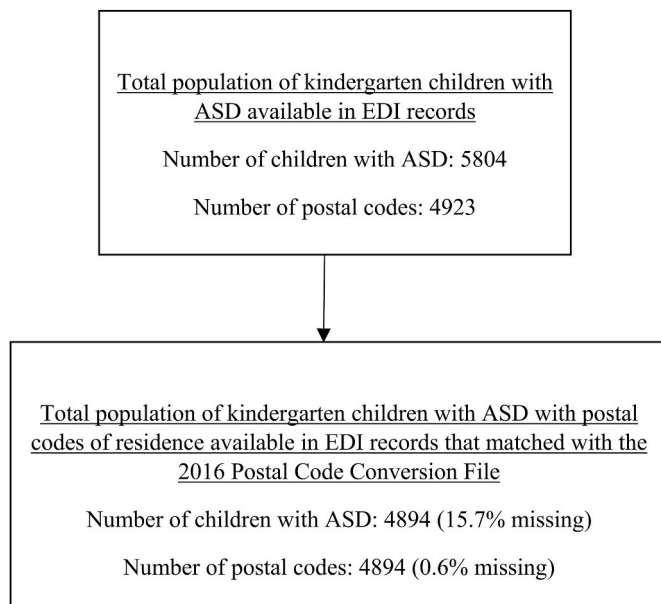 Total population of kindergarten children with
ASD available in EDI records
Number of children with ASD: 5804
Number of postal codes: 4923
Total population of kindergarten children with ASD with postal
codes of residence available in EDI records that matched with the
2016 Postal Code Conversion File
Number of children with ASD: 4894 (15.7% missing)
Number of postal codes: 4894 (0.6% missing)